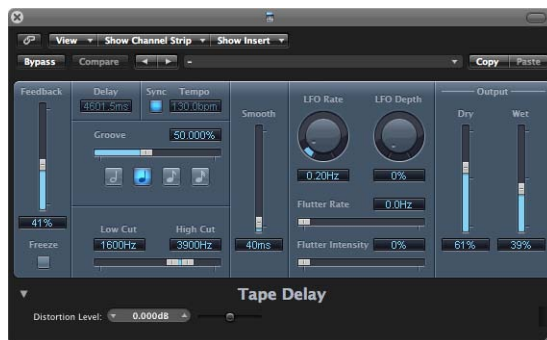 View Show Channel Strip Show Insert
Bypass Compare - Copy Paste
Feedback Delay Sync Tempo Output
4601.5ms 130.0bpm Smooth LFO Rate LFO Depth Dry Wet
Groove 50.000%
0.20Hz 0%
Flutter Rate 0.0Hz
41% Low Cut High Cut
Freeze 1600Hz 3900Hz 40ms Flutter Intensity 0% 61% 39%
Tape Delay
Distortion Level: 0.000dB